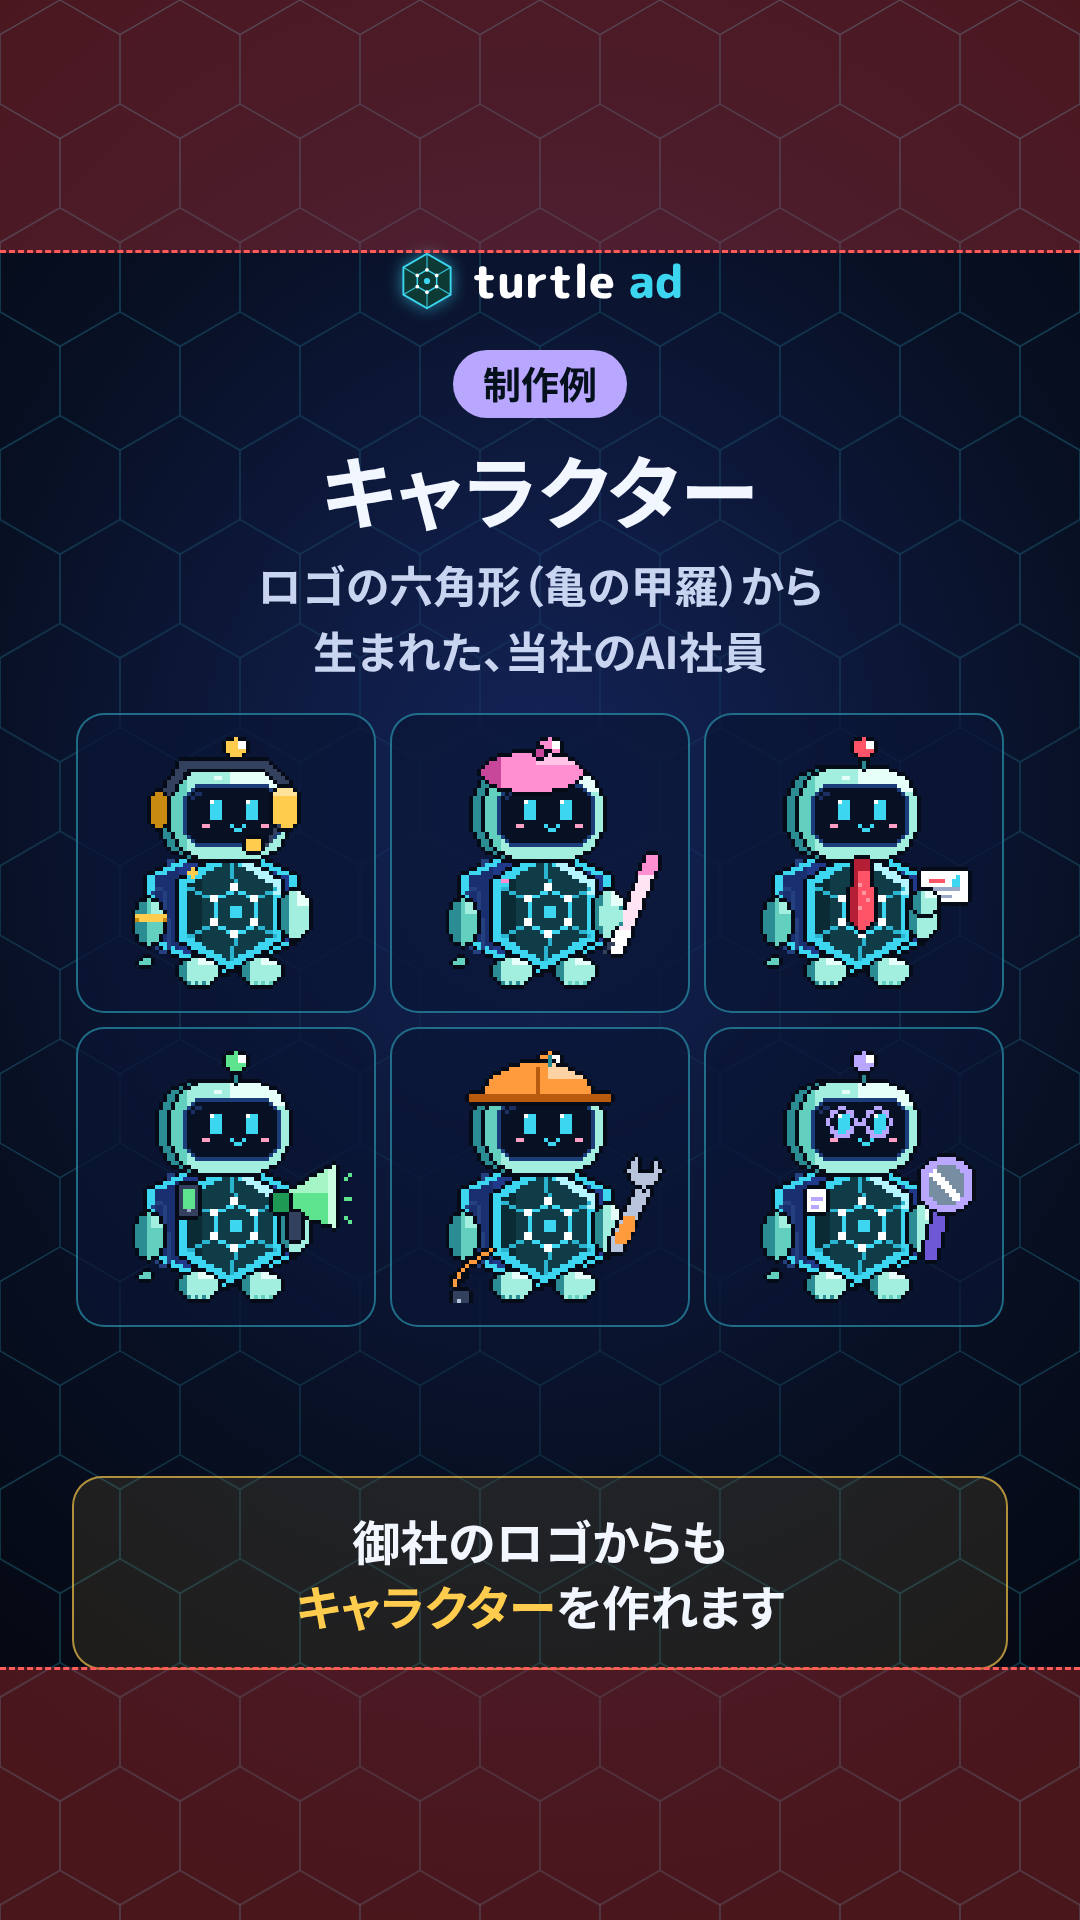 turtle ad
制作例
キャラクター
ロゴの六角形（亀の甲羅）から
生まれた、当社のAI社員
御社のロゴからも
キャラクターを作れます